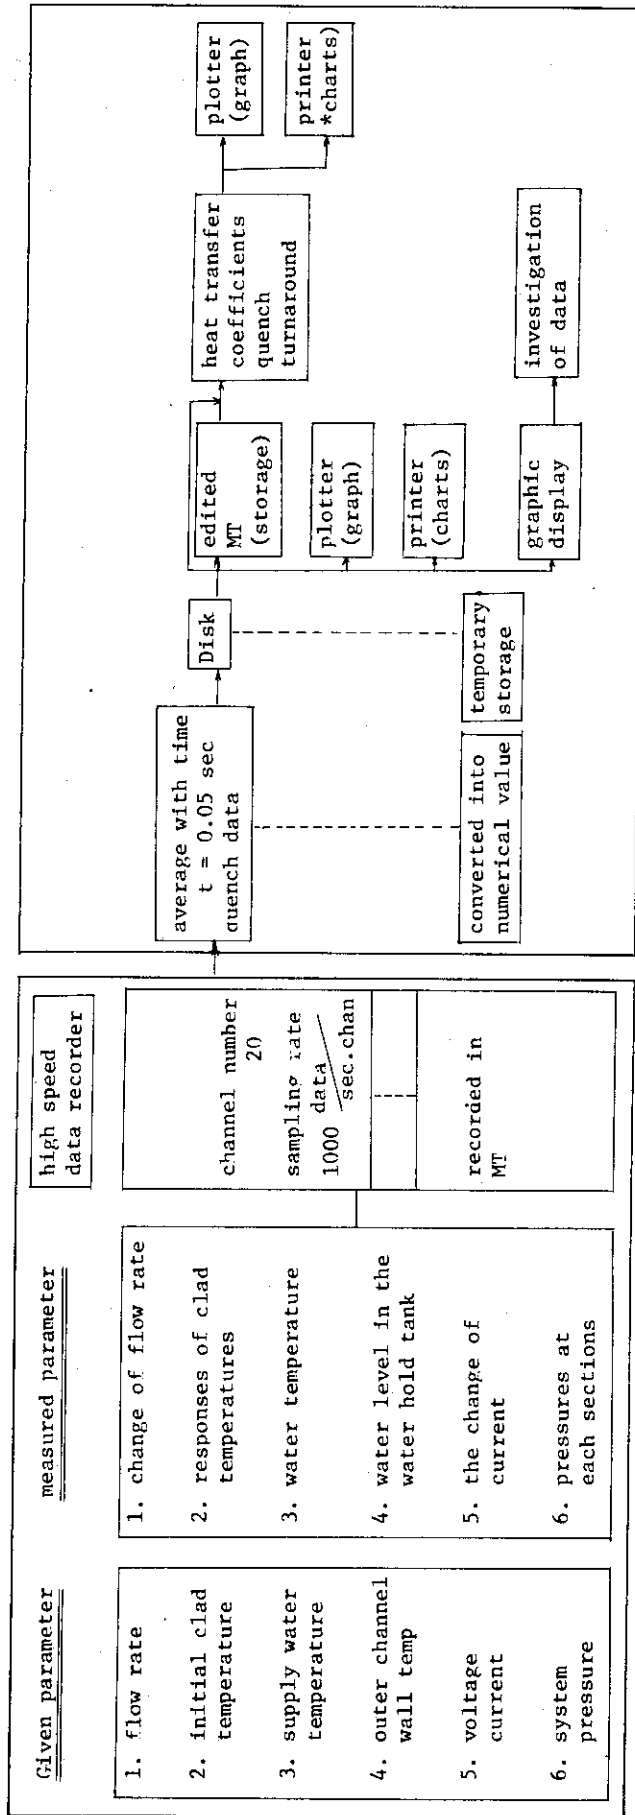 Given parameter
1. flow rate
2. initial clad
temperature
3. supply water
temperature
4. outer channel
wall temp
5. voltage
current
6. system
pressure
measured parameter
1. change of flow rate
2. responses of clad
temperatures
3. water temperature
4. water level in the
water hold tank
5. the change of
current
6. pressures at
each sections
high speed
data recorder
channel number
20
sampling rate
1000 data/sec.chan
recorded in
MT
average with time
t = 0.05 sec
quench data
converted into
numerical value
Disk
temporary
storage
edited
MT
(storage)
plotter
(graph)
printer
(charts)
graphic
display
heat transfer
coefficients
quench
turnaround
investigation
of data
plotter
(graph)
printer
*charts)